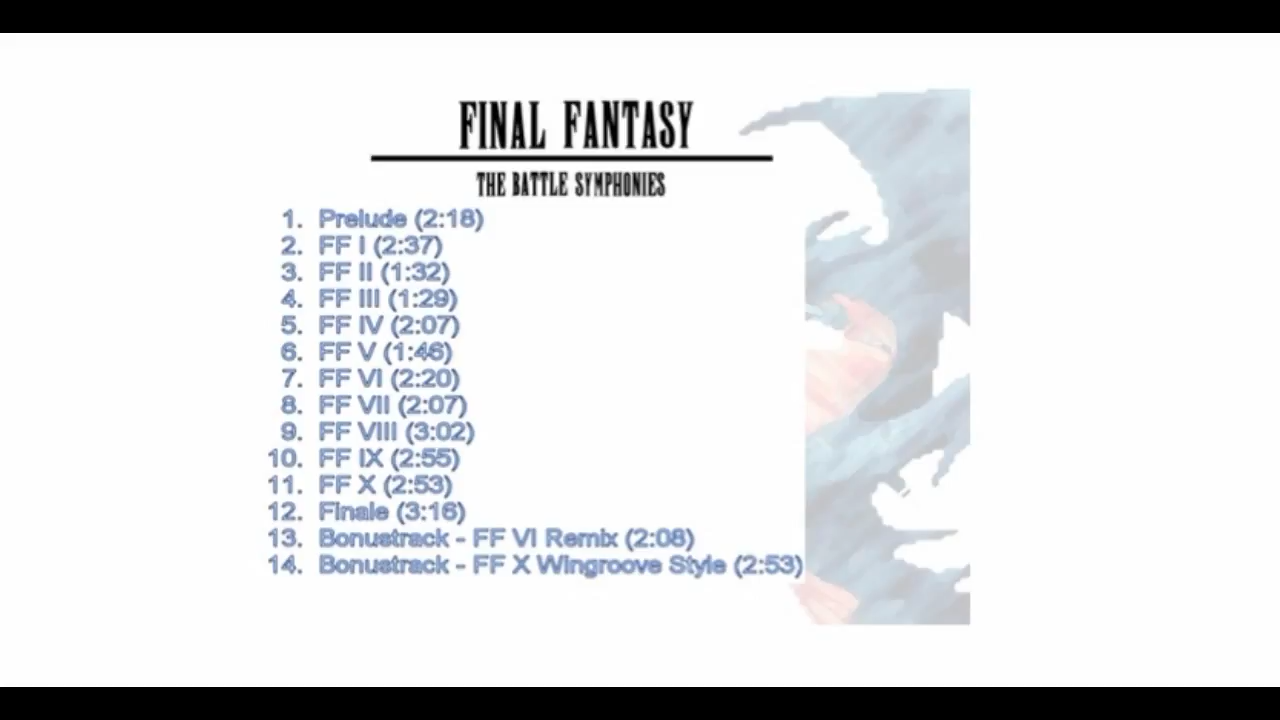 FINAL FANTASY
THE BATTLE SYMPHONIES
1. Prelude (2:18)
2. FF I (2:37)
3. FF II (1:32)
4. FF III (1:29)
5. FF IV (2:07)
6. FF V (1:46)
7. FF VI (2:20)
8. FF VII (2:07)
9. FF VIII (3:02)
10. FF IX (2:55)
11. FF X (2:53)
12. Finale (3:16)
13. Bonustrack - FF VI Remix (2:08)
14. Bonustrack - FF X Wingroove Style (2:53)